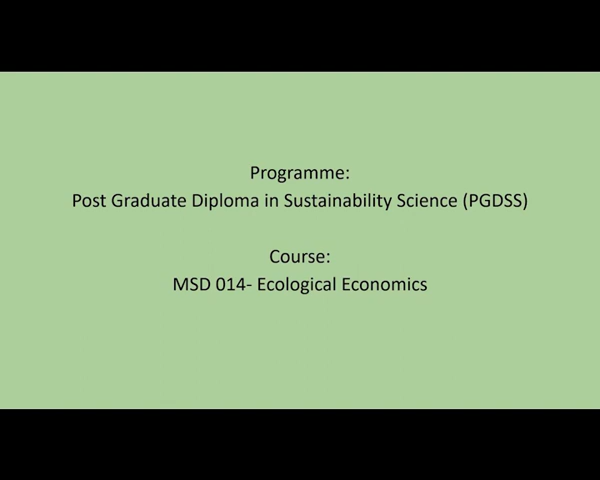 Programme:
Post Graduate Diploma in Sustainability Science (PGDSS)
Course:
MSD 014- Ecological Economics